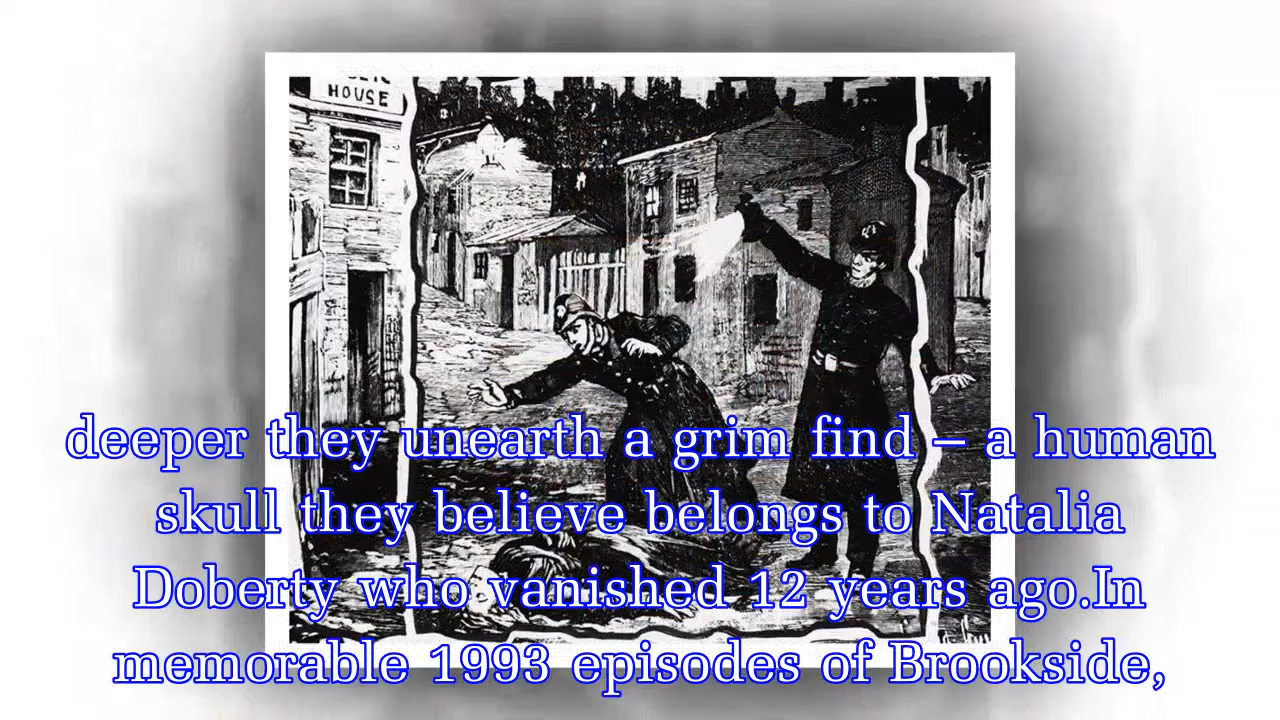 HOUSE
deeper they unearth a grim find – a human
skull they believe belongs to Natalia
Doberty who vanished 12 years ago.In
memorable 1993 episodes of Brookside,